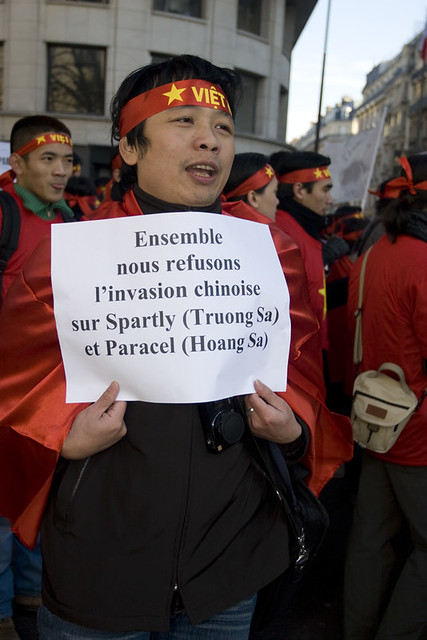 VIỆT
VIỆT
Ensemble
nous refusons
l'invasion chinoise
sur Spartly (Truong Sa)
et Paracel (Hoang Sa)